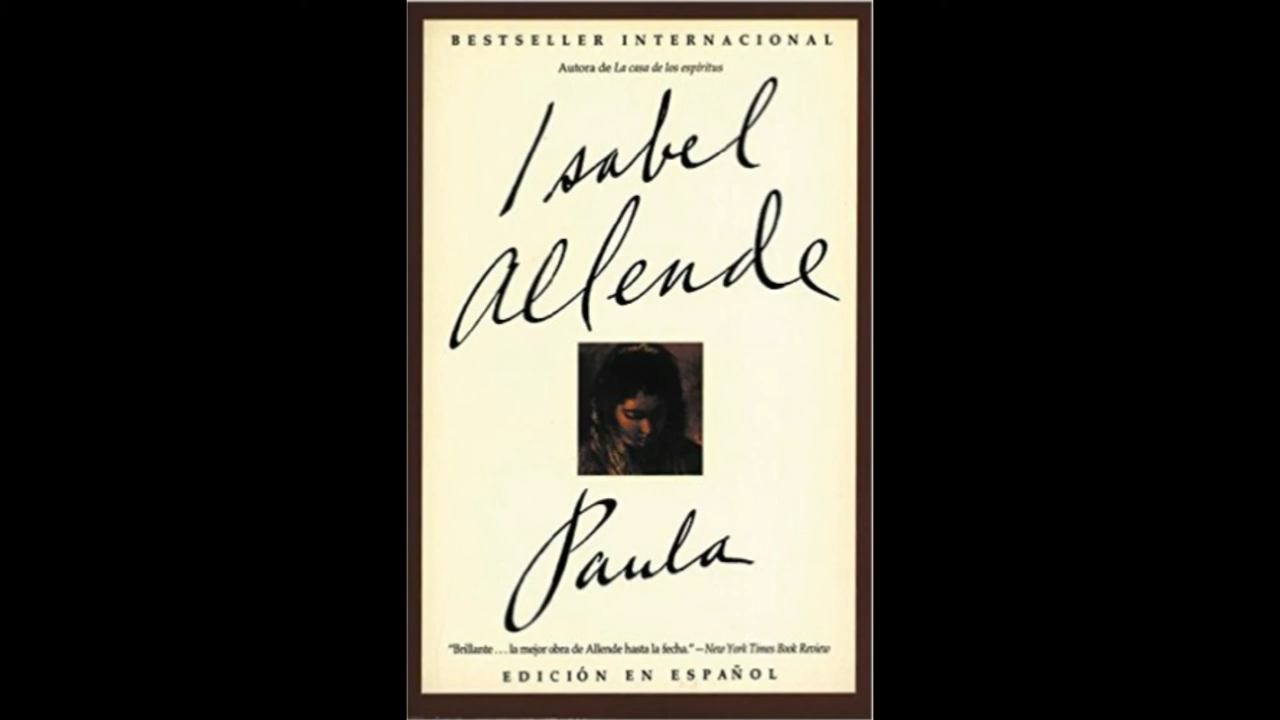 BESTSELLER INTERNACIONAL
Autora de La casa de los espíritus
Isabel
Allende
Paula
“Brillante . . . la mejor obra de Allende hasta la fecha.” – New York Times Book Review
EDICIÓN EN ESPAÑOL